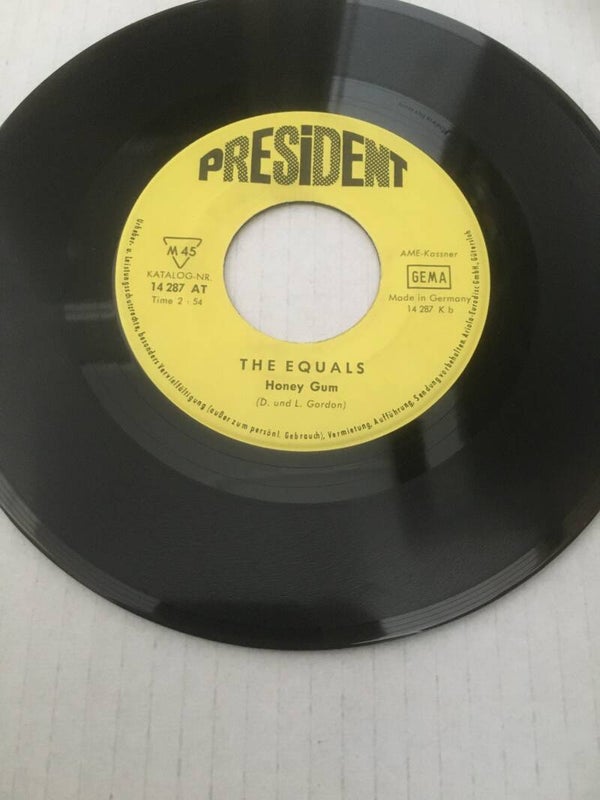 PRESiDENT
M 45
KATALOG-NR.
14 287 AT
Time 2 : 54
AME-Kassner
GEMA
Made in Germany
14 287 K b
THE EQUALS
Honey Gum
(D. und L. Gordon)
Urheber- u. Leistungsschutzrechte, besonders Vervielfältigung (außer zum persönl. Gebrauch), Vermietung, Aufführung, Sendung vorbehalten. Ariola-Eurodisc GmbH, Gütersloh